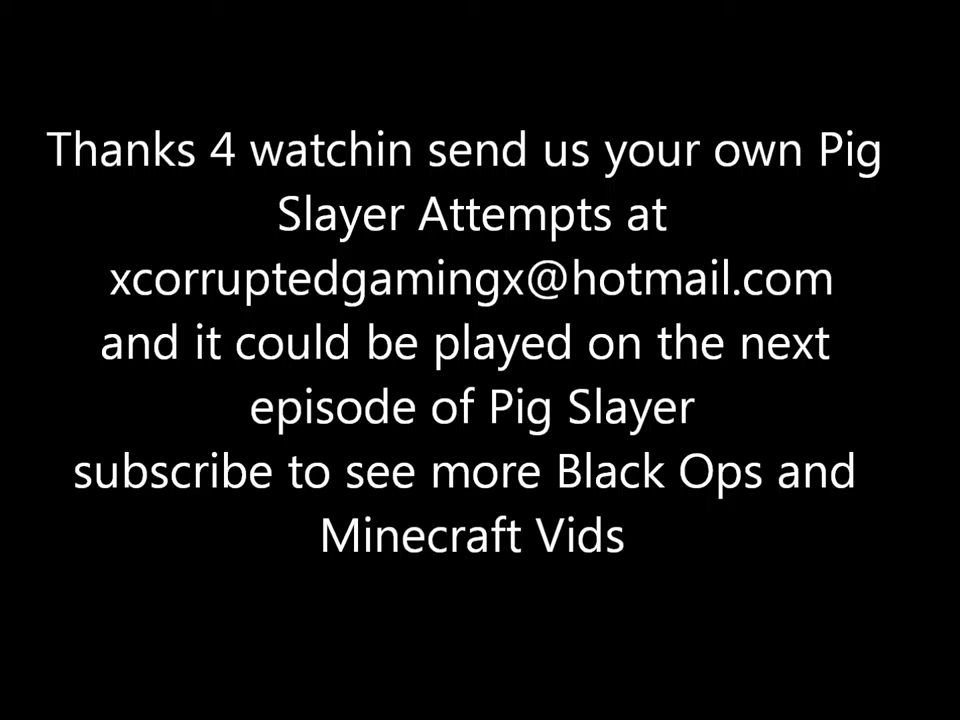 Thanks 4 watchin send us your own Pig
Slayer Attempts at
xcorruptedgamingx@hotmail.com
and it could be played on the next
episode of Pig Slayer
subscribe to see more Black Ops and
Minecraft Vids